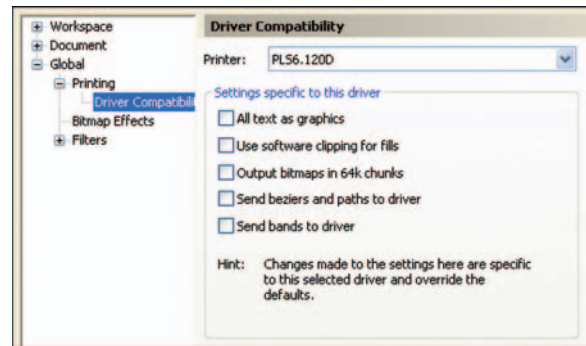 Workspace
Document
Global
Printing
Driver Compatibili
Bitmap Effects
Filters
Driver Compatibility
Printer: PLS6.120D
Settings specific to this driver
All text as graphics
Use software clipping for fills
Output bitmaps in 64k chunks
Send beziers and paths to driver
Send bands to driver
Hint: Changes made to the settings here are specific
to this selected driver and override the
defaults.